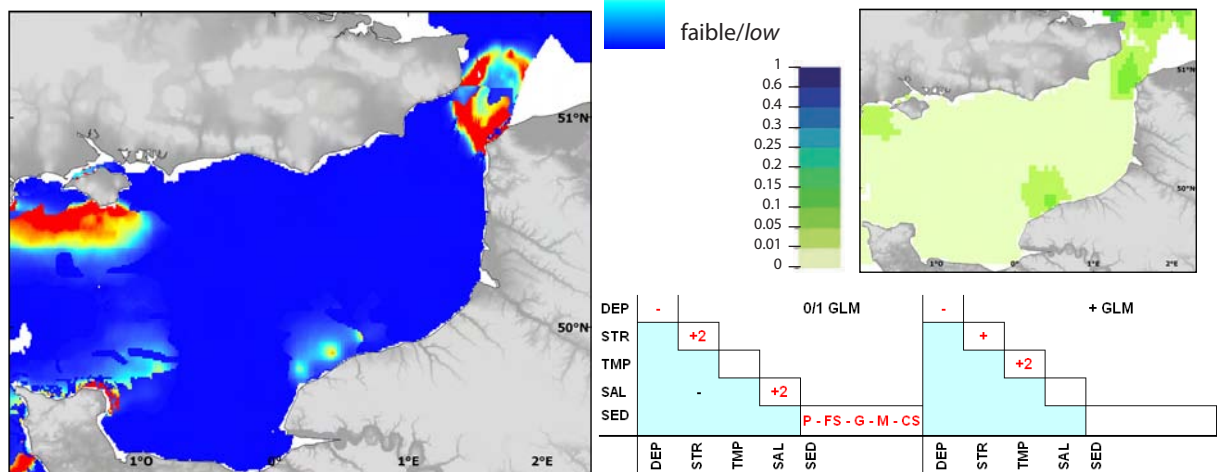 faible/low
1
0.6
0.4
0.3
0.25
0.2
0.15
0.1
0.05
0.01
0
51°N
50°N
1°O 0° 1°E 2°E
51°N
50°N
1°O 0° 1°E 2°E
DEP - 0/1 GLM - + GLM
STR +2 +
TMP +2
SAL - +2
SED P - FS - G - M - CS
DEP STR TMP SAL SED DEP STR TMP SAL SED